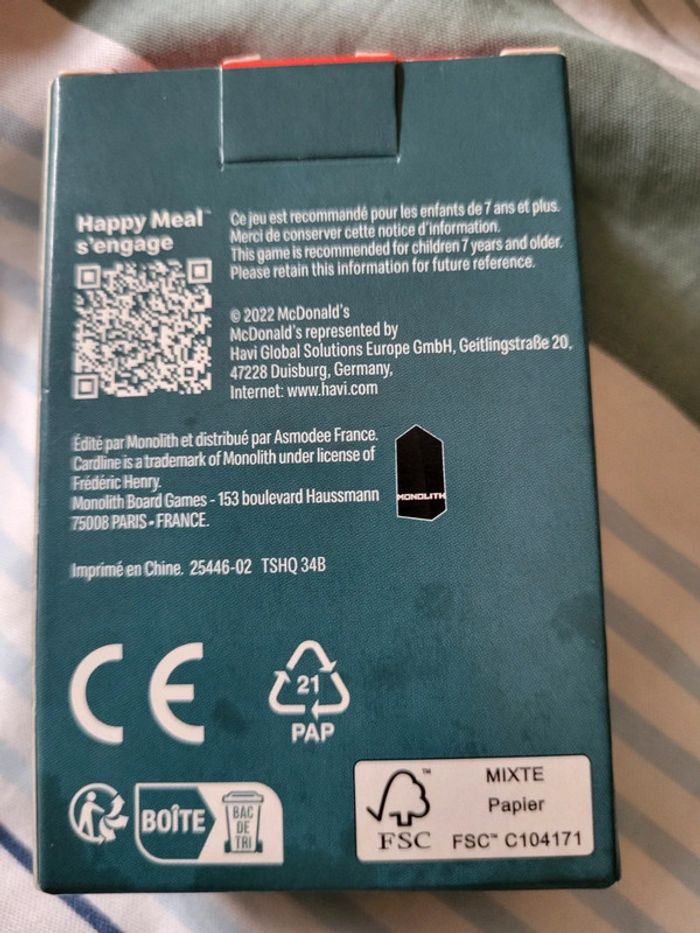 Happy Meal™
s'engage
Ce jeu est recommandé pour les enfants de 7 ans et plus.
Merci de conserver cette notice d'information.
This game is recommended for children 7 years and older.
Please retain this information for future reference.
© 2022 McDonald's
McDonald's represented by
Havi Global Solutions Europe GmbH, Geitlingstraße 20,
47228 Duisburg, Germany,
Internet: www.havi.com
Édité par Monolith et distribué par Asmodee France.
Cardline is a trademark of Monolith under license of
Frédéric Henry.
Monolith Board Games - 153 boulevard Haussmann
75008 PARIS • FRANCE.
MONOLITH
Imprimé en Chine. 25446-02 TSHQ 34B
CE
21
PAP
BOÎTE
BAC
DE
TRI
FSC
™
MIXTE
Papier
FSC™ C104171